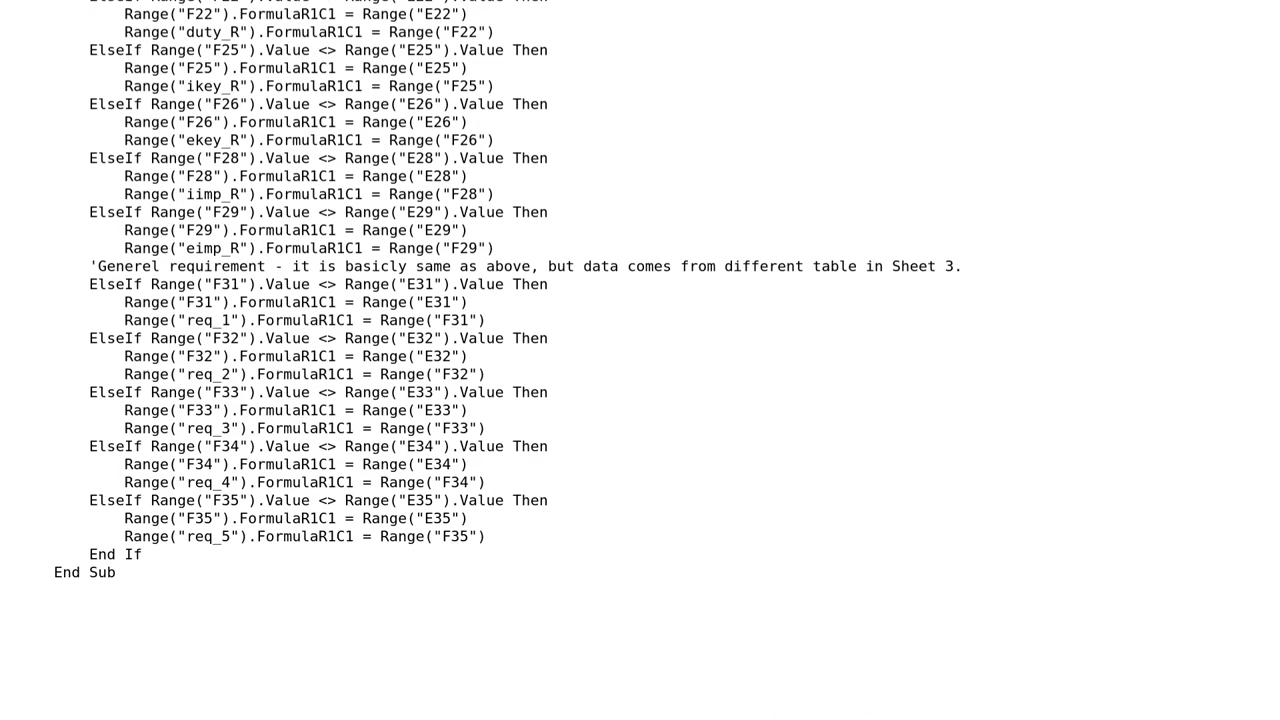 Range("F22").FormulaR1C1 = Range("E22")
Range("duty_R").FormulaR1C1 = Range("F22")
ElseIf Range("F25").Value <> Range("E25").Value Then
Range("F25").FormulaR1C1 = Range("E25")
Range("ikey_R").FormulaR1C1 = Range("F25")
ElseIf Range("F26").Value <> Range("E26").Value Then
Range("F26").FormulaR1C1 = Range("E26")
Range("ekey_R").FormulaR1C1 = Range("F26")
ElseIf Range("F28").Value <> Range("E28").Value Then
Range("F28").FormulaR1C1 = Range("E28")
Range("iimp_R").FormulaR1C1 = Range("F28")
ElseIf Range("F29").Value <> Range("E29").Value Then
Range("F29").FormulaR1C1 = Range("E29")
Range("eimp_R").FormulaR1C1 = Range("F29")
'Generel requirement - it is basicly same as above, but data comes from different table in Sheet 3.
ElseIf Range("F31").Value <> Range("E31").Value Then
Range("F31").FormulaR1C1 = Range("E31")
Range("req_1").FormulaR1C1 = Range("F31")
ElseIf Range("F32").Value <> Range("E32").Value Then
Range("F32").FormulaR1C1 = Range("E32")
Range("req_2").FormulaR1C1 = Range("F32")
ElseIf Range("F33").Value <> Range("E33").Value Then
Range("F33").FormulaR1C1 = Range("E33")
Range("req_3").FormulaR1C1 = Range("F33")
ElseIf Range("F34").Value <> Range("E34").Value Then
Range("F34").FormulaR1C1 = Range("E34")
Range("req_4").FormulaR1C1 = Range("F34")
ElseIf Range("F35").Value <> Range("E35").Value Then
Range("F35").FormulaR1C1 = Range("E35")
Range("req_5").FormulaR1C1 = Range("F35")
End If
End Sub